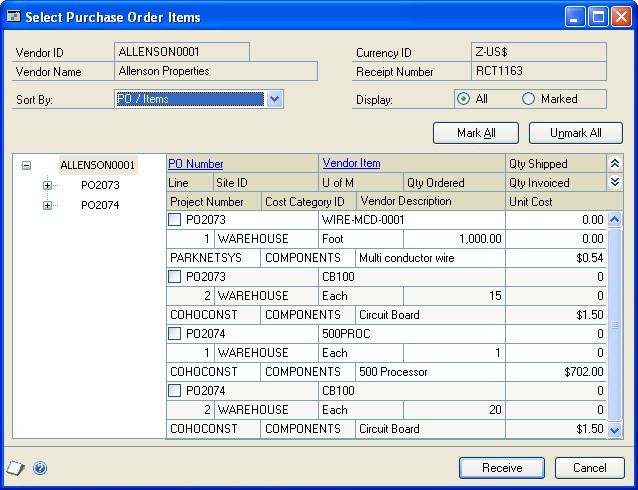 Select Purchase Order Items
Vendor ID ALLENSON0001 Currency ID Z-US$
Vendor Name Allenson Properties Receipt Number RCT1163
Sort By: PO / Items Display: All Marked
Mark All Unmark All
ALLENSON0001 PO Number Vendor Item Qty Shipped
PO2073 Line Site ID U of M Qty Ordered Qty Invoiced
PO2074 Project Number Cost Category ID Vendor Description Unit Cost
PO2073 WIRE-MCD-0001 0.00
1 WAREHOUSE Foot 1,000.00 0.00
PARKNETSYS COMPONENTS Multi conductor wire $0.54
PO2073 CB100 0
2 WAREHOUSE Each 15 0
COHOCONST COMPONENTS Circuit Board $1.50
PO2074 500PROC 0
1 WAREHOUSE Each 1 0
COHOCONST COMPONENTS 500 Processor $702.00
PO2074 CB100 0
2 WAREHOUSE Each 20 0
COHOCONST COMPONENTS Circuit Board $1.50
Receive Cancel